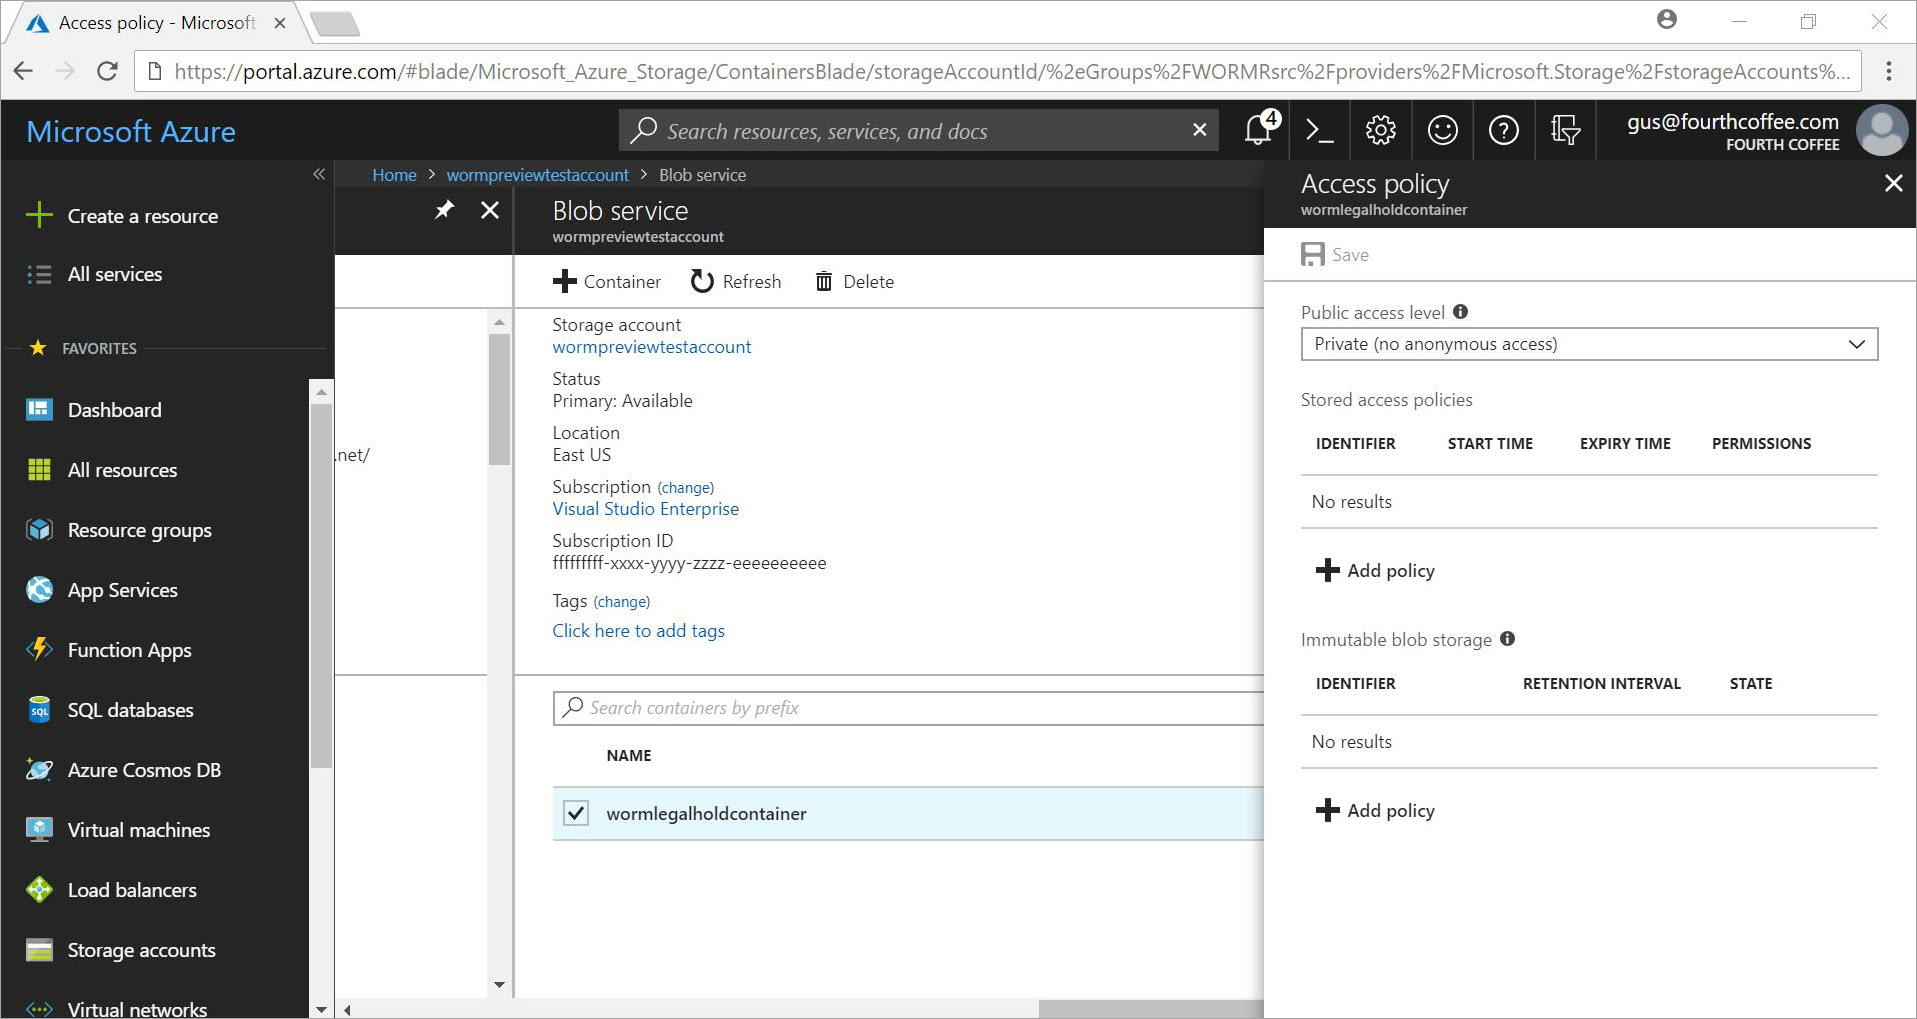 Access policy - Microsoft
https://portal.azure.com/#blade/Microsoft_Azure_Storage/ContainersBlade/storageAccountId/%2eGroups%2FWORMRsrc%2Fproviders%2FMicrosoft.Storage%2FstorageAccounts%...
Microsoft Azure
Search resources, services, and docs
4
gus@fourthcoffee.com
FOURTH COFFEE
Create a resource
All services
FAVORITES
Dashboard
All resources
Resource groups
App Services
Function Apps
SQL
SQL databases
Azure Cosmos DB
Virtual machines
Load balancers
Storage accounts
Virtual networks
Home > wormpreviewtestaccount > Blob service
.net/
Blob service
wormpreviewtestaccount
Container Refresh Delete
Storage account
wormpreviewtestaccount
Status
Primary: Available
Location
East US
Subscription (change)
Visual Studio Enterprise
Subscription ID
fffffffff-xxxx-yyyy-zzzz-eeeeeeeeee
Tags (change)
Click here to add tags
Search containers by prefix
NAME
wormlegalholdcontainer
Access policy
wormlegalholdcontainer
Save
Public access level
Private (no anonymous access)
Stored access policies
IDENTIFIER START TIME EXPIRY TIME PERMISSIONS
No results
Add policy
Immutable blob storage
IDENTIFIER RETENTION INTERVAL STATE
No results
Add policy